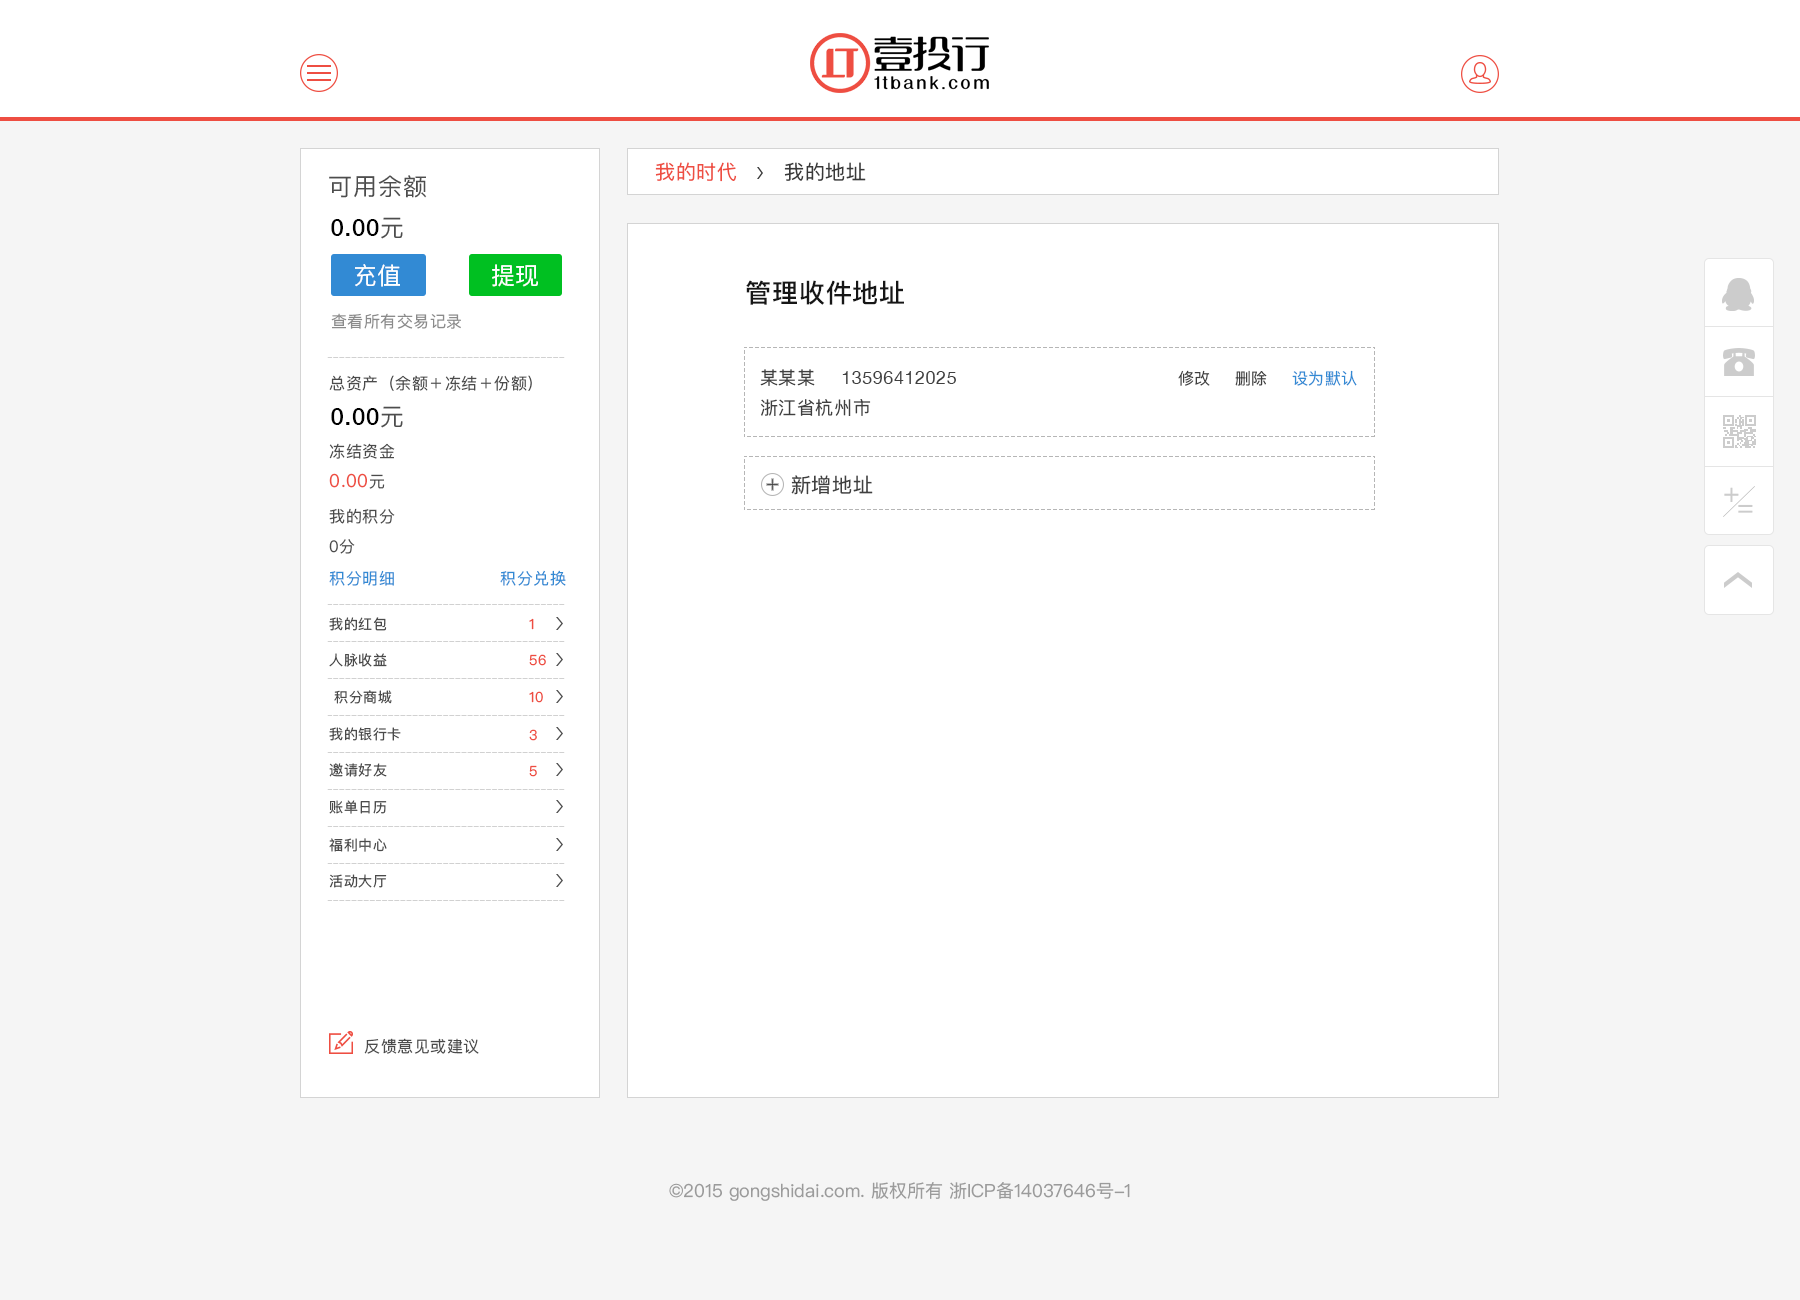 壹投行
1tbank.com
可用余额
0.00元
充值 提现
查看所有交易记录
总资产（余额+冻结+份额）
0.00元
冻结资金
0.00元
我的积分
0分
积分明细 积分兑换
我的红包 1
人脉收益 56
积分商城 10
我的银行卡 3
邀请好友 5
账单日历
福利中心
活动大厅
反馈意见或建议
我的时代 > 我的地址
管理收件地址
某某某 13596412025 修改 删除 设为默认
浙江省杭州市
新增地址
©2015 gongshidai.com. 版权所有 浙ICP备14037646号-1